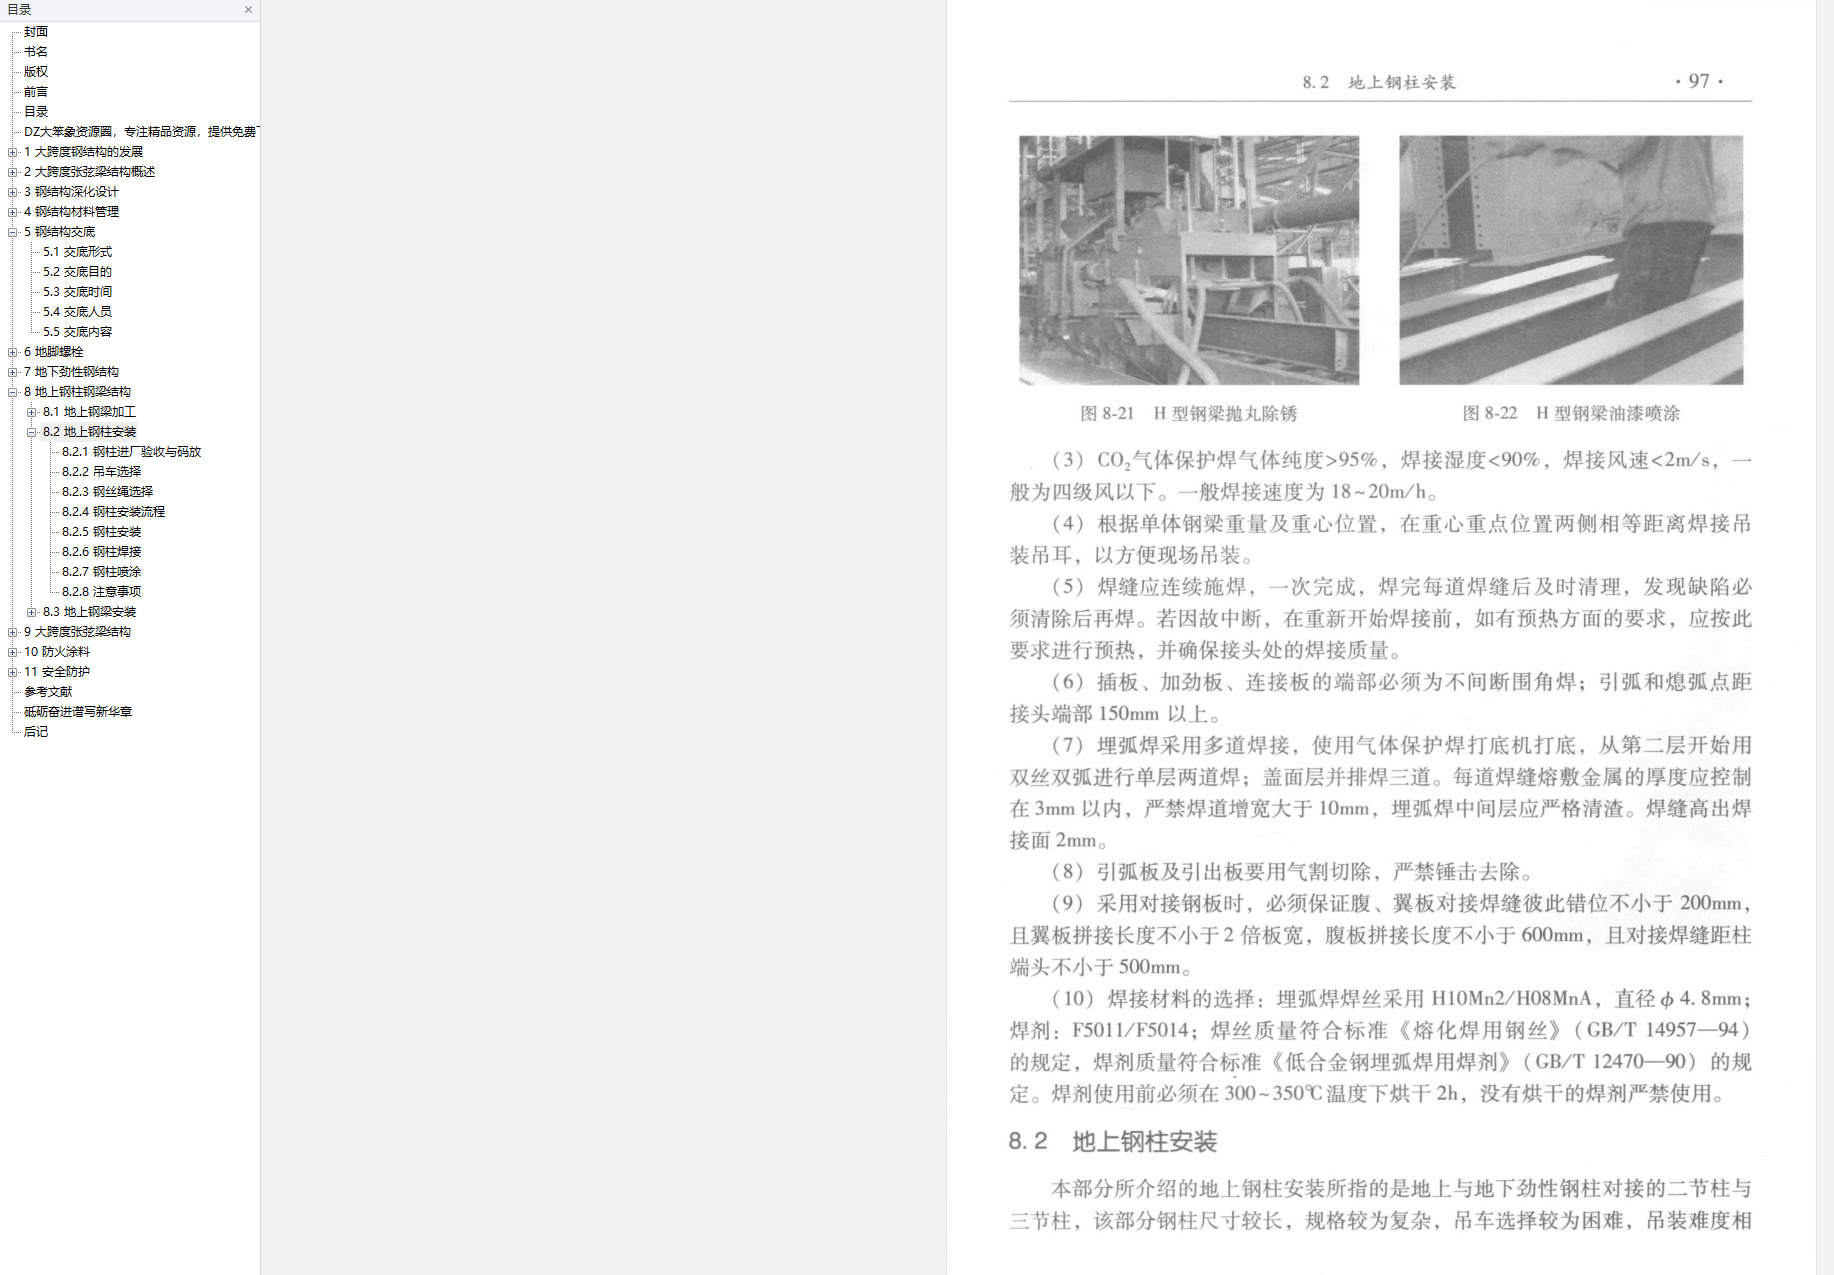 目录
封面
书名
版权
前言
目录
DZ大笨象资源圈，专注精品资源，提供免费
1 大跨度钢结构的发展
2 大跨度张弦梁结构概述
3 钢结构深化设计
4 钢结构材料管理
5 钢结构交底
5.1 交底形式
5.2 交底目的
5.3 交底时间
5.4 交底人员
5.5 交底内容
6 地脚螺栓
7 地下劲性钢结构
8 地上钢柱钢梁结构
8.1 地上钢梁加工
8.2 地上钢柱安装
8.2.1 钢柱进厂验收与码放
8.2.2 吊车选择
8.2.3 钢丝绳选择
8.2.4 钢柱安装流程
8.2.5 钢柱安装
8.2.6 钢柱焊接
8.2.7 钢柱喷涂
8.2.8 注意事项
8.3 地上钢梁安装
9 大跨度张弦梁结构
10 防火涂料
11 安全防护
参考文献
砥砺奋进谱写新华章
后记
8.2 地上钢柱安装 · 97 ·
图 8-21 H 型钢梁抛丸除锈 图 8-22 H 型钢梁油漆喷涂
（3）CO₂气体保护焊气体纯度>95%，焊接湿度<90%，焊接风速<2m/s，一
般为四级风以下。一般焊接速度为 18~20m/h。
（4）根据单体钢梁重量及重心位置，在重心重点位置两侧相等距离焊接吊
装吊耳，以方便现场吊装。
（5）焊缝应连续施焊，一次完成，焊完每道焊缝后及时清理，发现缺陷必
须清除后再焊。若因故中断，在重新开始焊接前，如有预热方面的要求，应按此
要求进行预热，并确保接头处的焊接质量。
（6）插板、加劲板、连接板的端部必须为不间断围角焊；引弧和熄弧点距
接头端部 150mm 以上。
（7）埋弧焊采用多道焊接，使用气体保护焊打底机打底，从第二层开始用
双丝双弧进行单层两道焊；盖面层并排焊三道。每道焊缝熔敷金属的厚度应控制
在 3mm 以内，严禁焊道增宽大于 10mm，埋弧焊中间层应严格清渣。焊缝高出焊
接面 2mm。
（8）引弧板及引出板要用气割切除，严禁锤击去除。
（9）采用对接钢板时，必须保证腹、翼板对接焊缝彼此错位不小于 200mm，
且翼板拼接长度不小于 2 倍板宽，腹板拼接长度不小于 600mm，且对接焊缝距柱
端头不小于 500mm。
（10）焊接材料的选择：埋弧焊焊丝采用 H10Mn2/H08MnA，直径 ϕ 4.8mm；
焊剂：F5011/F5014；焊丝质量符合标准《熔化焊用钢丝》（GB/T 14957—94）
的规定，焊剂质量符合标准《低合金钢埋弧焊用焊剂》（GB/T 12470—90）的规
定。焊剂使用前必须在 300~350℃温度下烘干 2h，没有烘干的焊剂严禁使用。
8.2 地上钢柱安装
本部分所介绍的地上钢柱安装所指的是地上与地下劲性钢柱对接的二节柱与
三节柱，该部分钢柱尺寸较长，规格较为复杂，吊车选择较为困难，吊装难度相